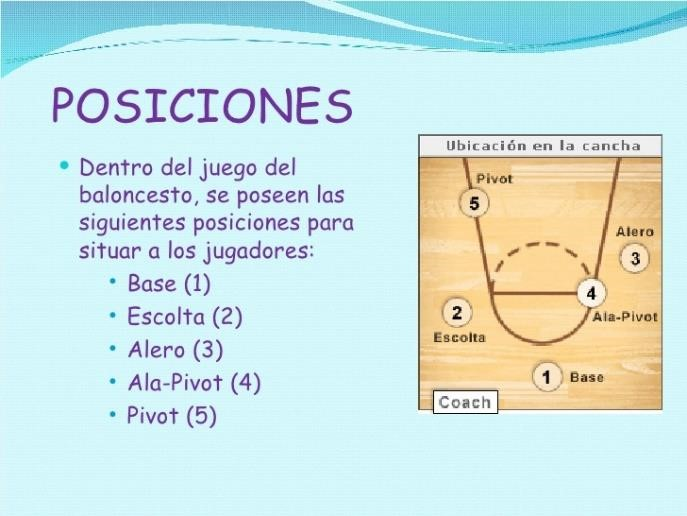 POSICIONES
• Dentro del juego del
baloncesto, se poseen las
siguientes posiciones para
situar a los jugadores:
• Base (1)
• Escolta (2)
• Alero (3)
• Ala-Pivot (4)
• Pivot (5)
Ubicación en la cancha
Pivot
5
Alero
3
4
Ala-Pivot
2
Escolta
1 Base
Coach